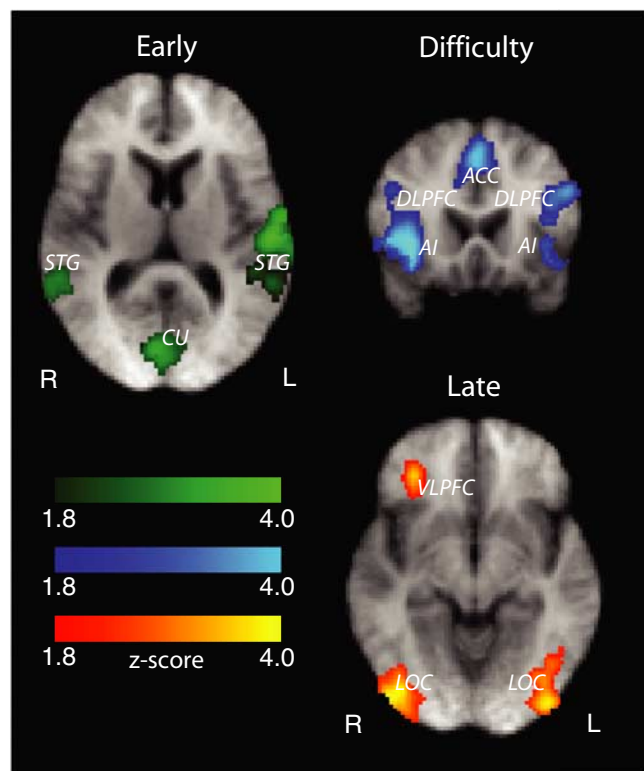 Early
Difficulty
ACC
DLPFC DLPFC
AI AI
STG STG
CU
R L
Late
VLPFC
1.8 4.0
1.8 4.0
1.8 z-score 4.0
LOC LOC
R L